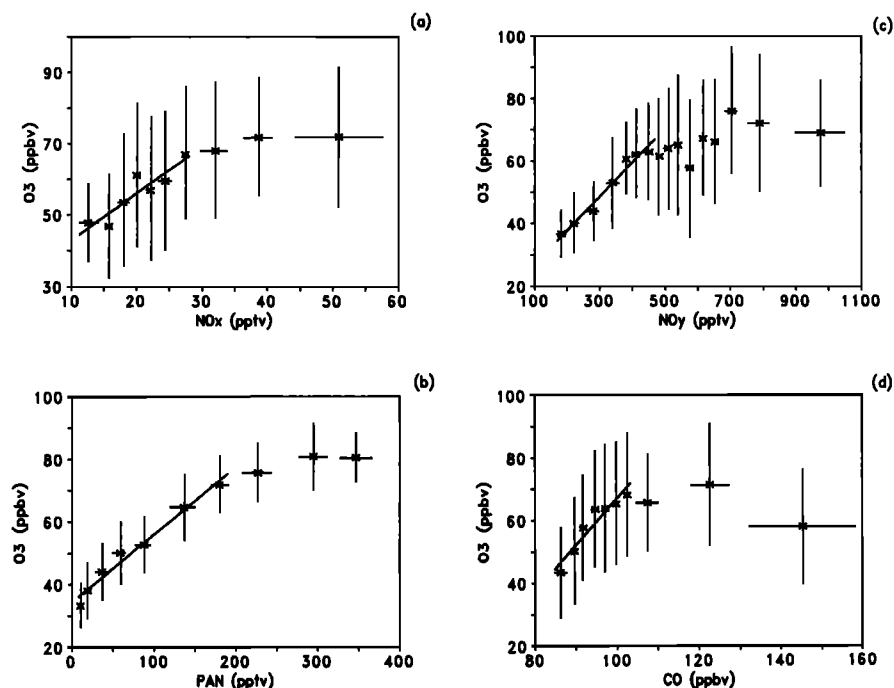 (a)
90
70
50
30
O3 (ppbv)
10 20 30 40 50 60
NOx (pptv)
(c)
100
80
60
40
20
O3 (ppbv)
100 300 500 700 900 1100
NOy (pptv)
(b)
100
80
60
40
20
O3 (ppbv)
0 100 200 300 400
PAN (pptv)
(d)
100
80
60
40
20
O3 (ppbv)
80 100 120 140 160
CO (ppbv)